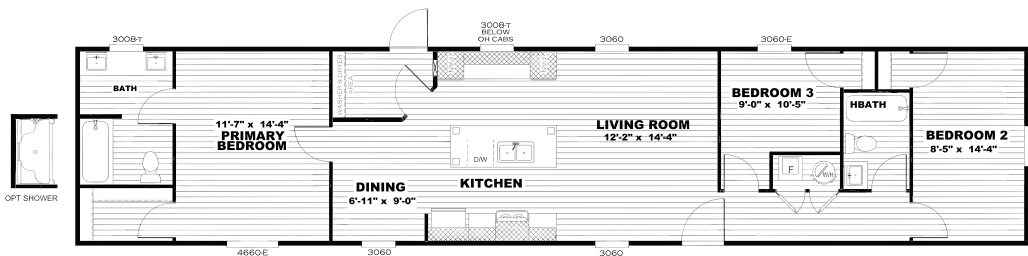 3008-T
3008-T
BELOW
OH CABS
3060
3060-E
BATH
WASHER & DRYER
AREA
11'-7" x 14'-4"
PRIMARY
BEDROOM
LIVING ROOM
12'-2" x 14'-4"
BEDROOM 3
9'-0" x 10'-5"
HBATH
BEDROOM 2
8'-5" x 14'-4"
D/W
F
W/H
OPT SHOWER
DINING
6'-11" x 9'-0"
KITCHEN
4660-E
3060
3060